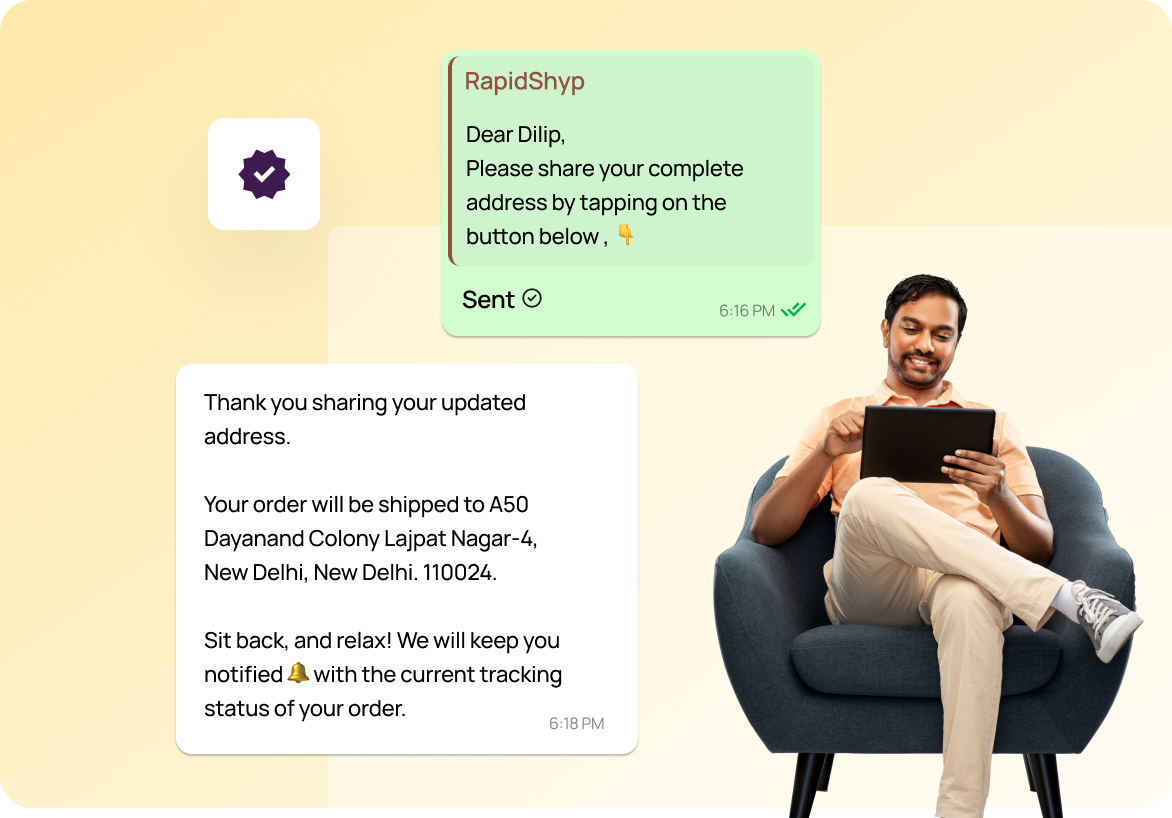 RapidShyp
Dear Dilip,
Please share your complete
address by tapping on the
button below , 👇
Sent
6:16 PM
Thank you sharing your updated
address.
Your order will be shipped to A50
Dayanand Colony Lajpat Nagar-4,
New Delhi, New Delhi. 110024.
Sit back, and relax! We will keep you
notified 🔔 with the current tracking
status of your order.
6:18 PM